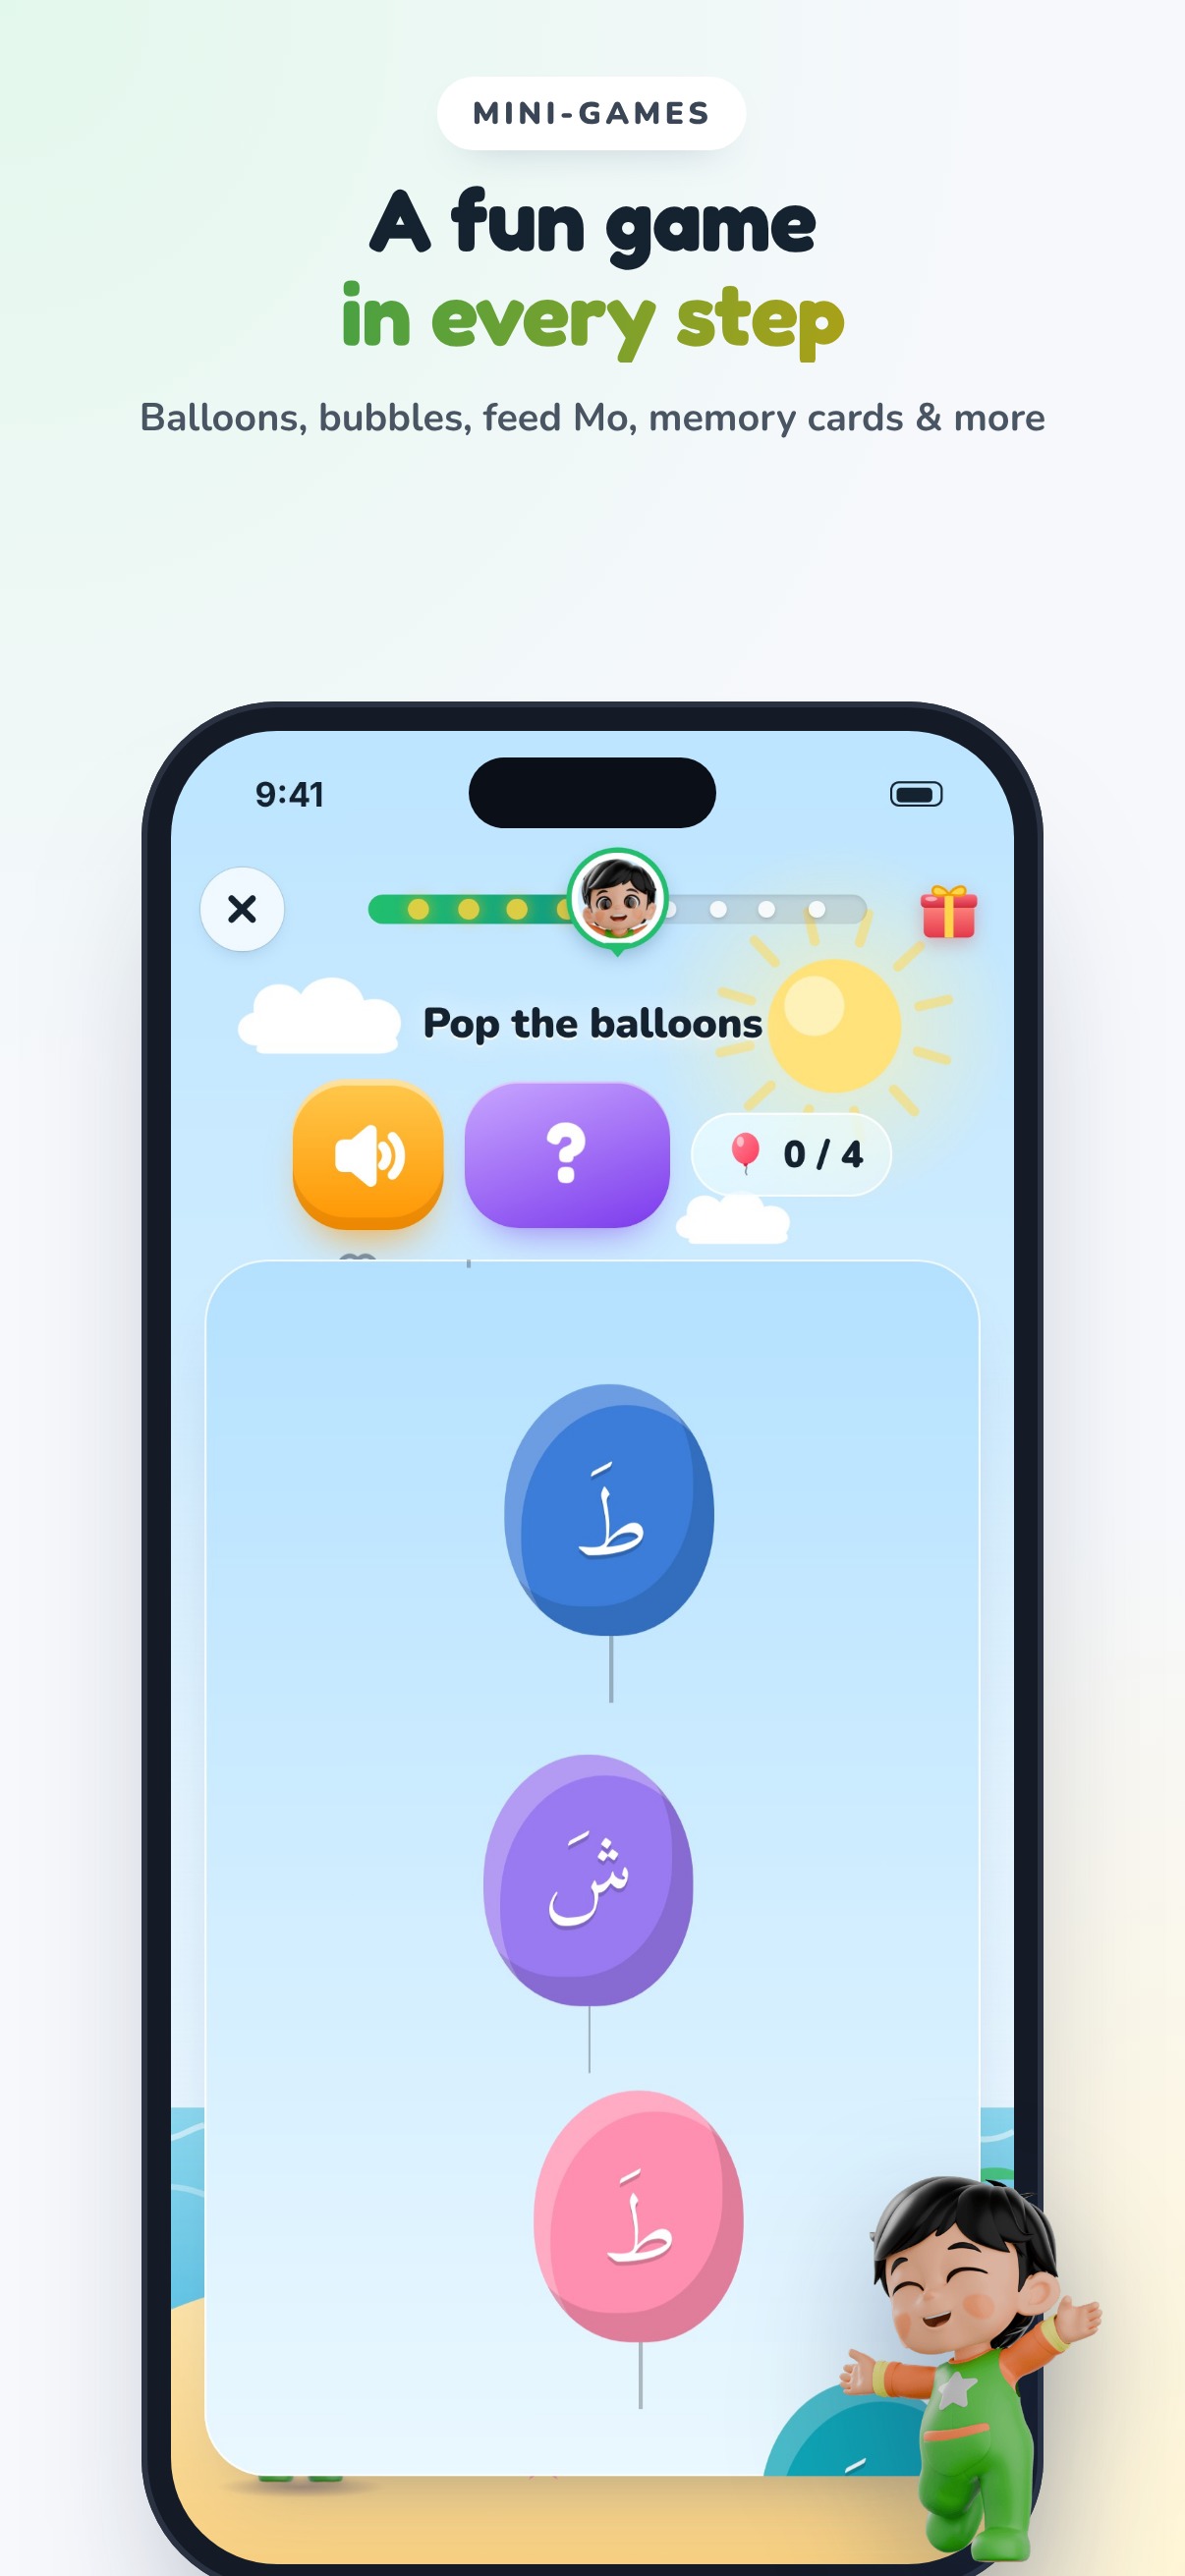 MINI-GAMES
A fun game
in every step
Balloons, bubbles, feed Mo, memory cards & more
9:41
Pop the balloons
?
0 / 4
طَ
شَ
طَ